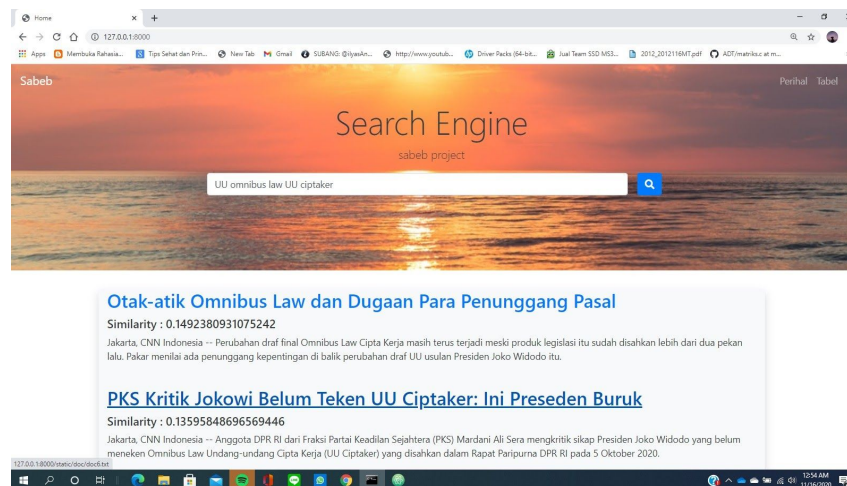 Home
127.0.0.1:8000
Apps Membuka Rahasia... Tips Sehat dan Prin... New Tab Gmail SUBANG: @ilyasAn... http://www.youtub... Driver Packs (64-bit... Jual Team SSD MS3... 2012_2012116MT.pdf ADT/matriks.c at m...
Sabeb Perihal Tabel
Search Engine
sabeb project
UU omnibus law UU ciptaker
Otak-atik Omnibus Law dan Dugaan Para Penunggang Pasal
Similarity : 0.1492380931075242
Jakarta, CNN Indonesia -- Perubahan draf final Omnibus Law Cipta Kerja masih terus terjadi meski produk legislasi itu sudah disahkan lebih dari dua pekan
lalu. Pakar menilai ada penunggang kepentingan di balik perubahan draf UU usulan Presiden Joko Widodo itu.
PKS Kritik Jokowi Belum Teken UU Ciptaker: Ini Preseden Buruk
Similarity : 0.13595848696569446
Jakarta, CNN Indonesia -- Anggota DPR RI dari Fraksi Partai Keadilan Sejahtera (PKS) Mardani Ali Sera mengkritik sikap Presiden Joko Widodo yang belum
meneken Omnibus Law Undang-undang Cipta Kerja (UU Ciptaker) yang disahkan dalam Rapat Paripurna DPR RI pada 5 Oktober 2020.
127.0.0.1:8000/static/doc/doc6.txt
12:54 AM
11/16/2020